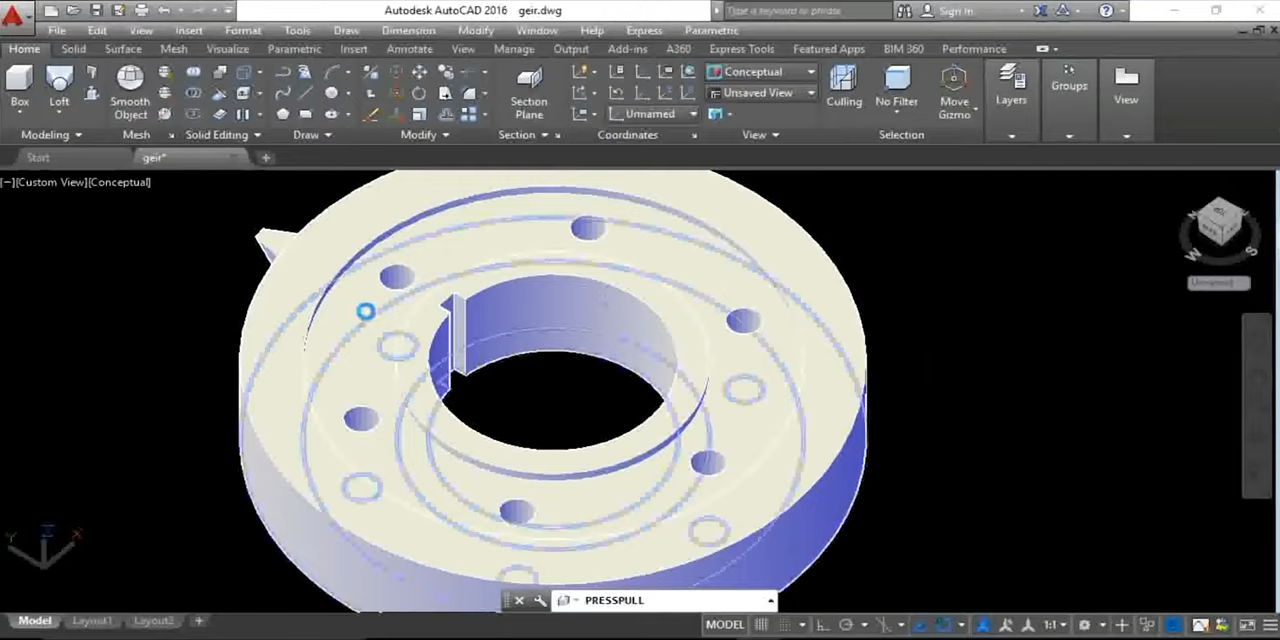 Autodesk AutoCAD 2016 geir.dwg
Type a keyword or phrase
Sign In
File Edit View Insert Format Tools Draw Dimension Modify Window Help Express Parametric
Home Solid Surface Mesh Visualize Parametric Insert Annotate View Manage Output Add-ins A360 Express Tools Featured Apps BIM 360 Performance
Conceptual
Unsaved View
Unnamed
Box Loft Smooth Object Section Plane Culling No Filter Move Gizmo Layers Groups View
Modeling Mesh Solid Editing Draw Modify Section Coordinates View Selection
Start geir*
[−][Custom View][Conceptual]
W S
Unnamed
Y Z X
PRESSPULL
Model Layout1 Layout2 +
MODEL 1:1